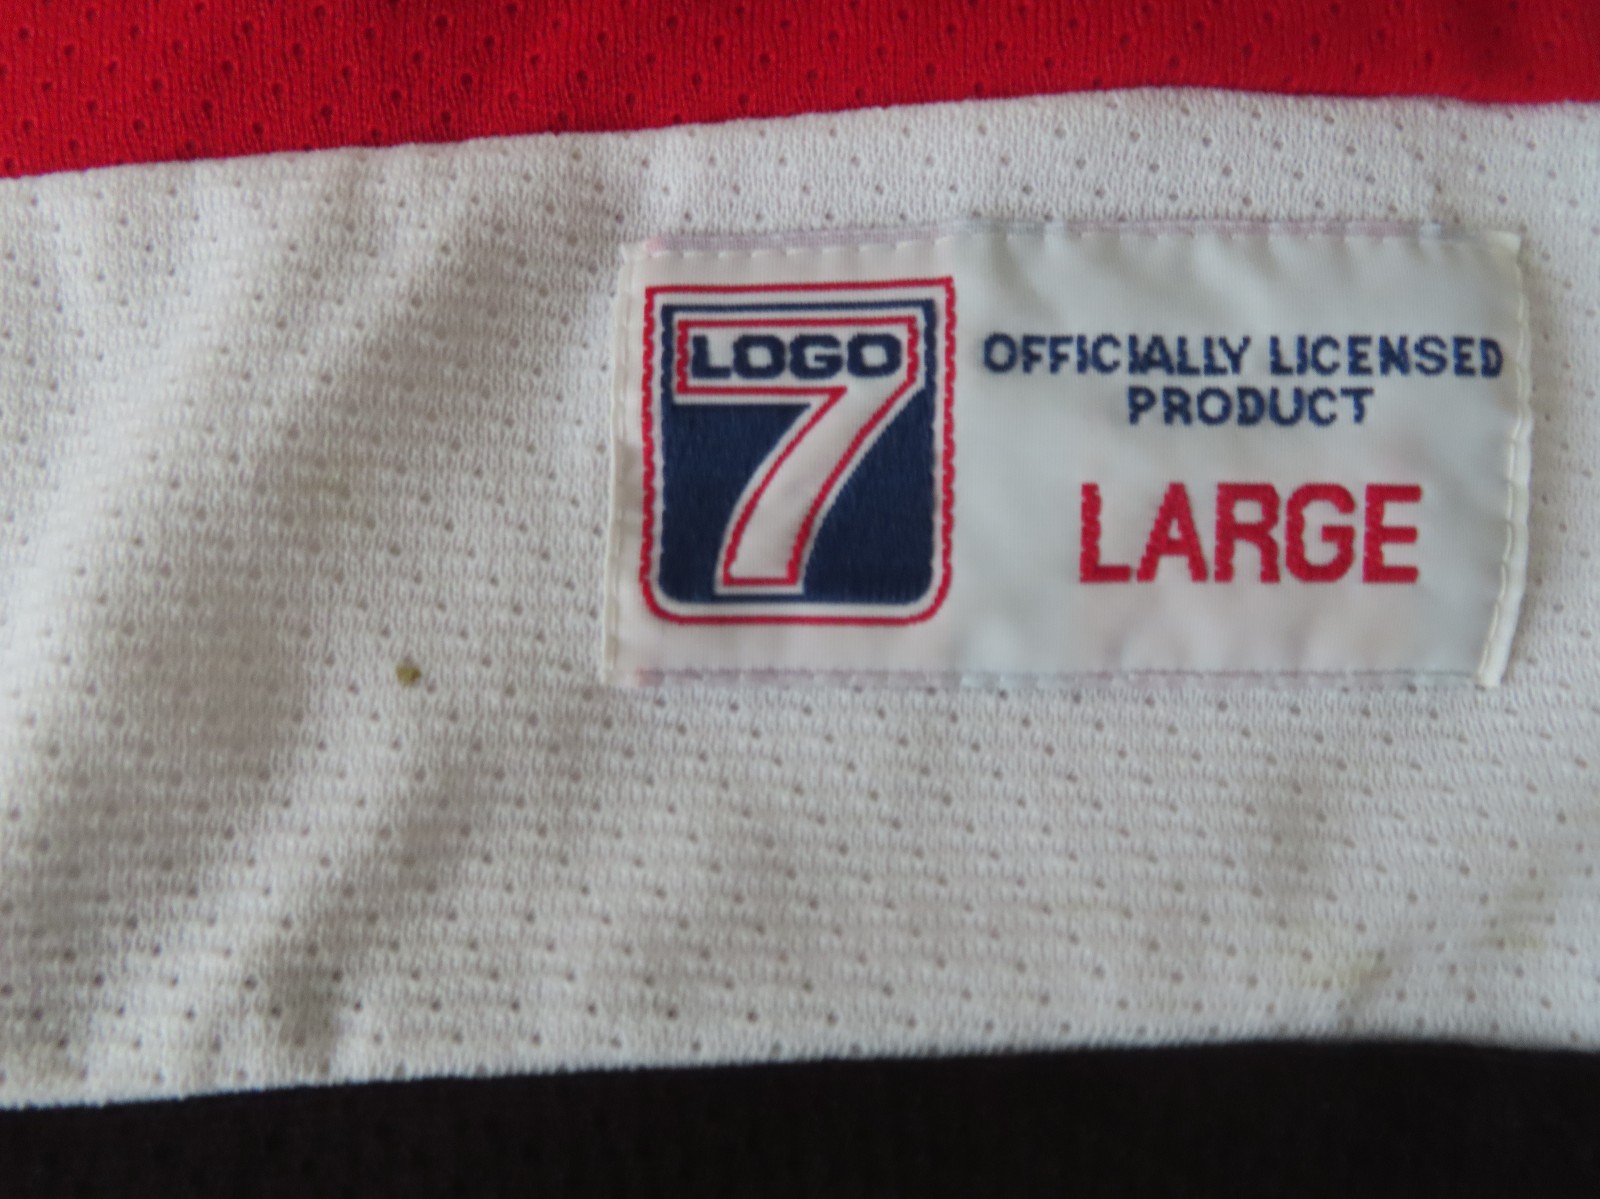 LOGO
7
OFFICIALLY LICENSED
PRODUCT
LARGE